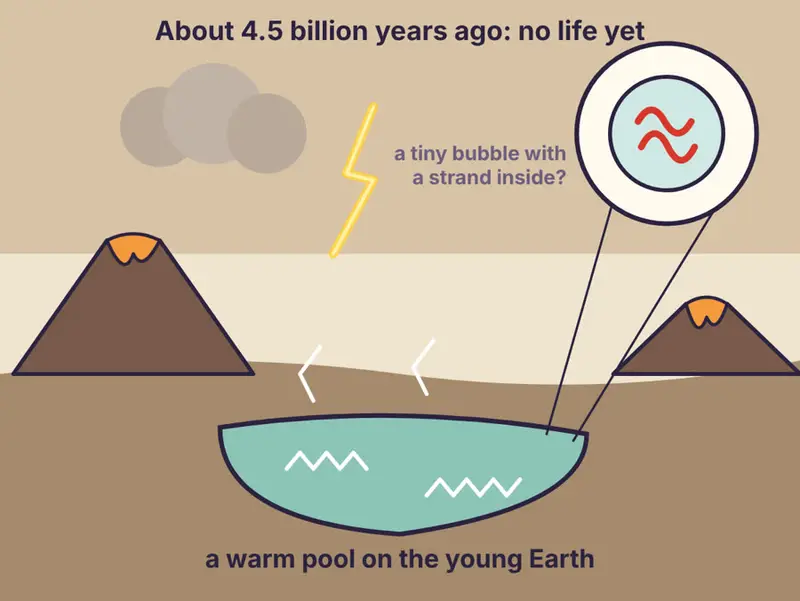 About 4.5 billion years ago: no life yet
a tiny bubble with
a strand inside?
a warm pool on the young Earth